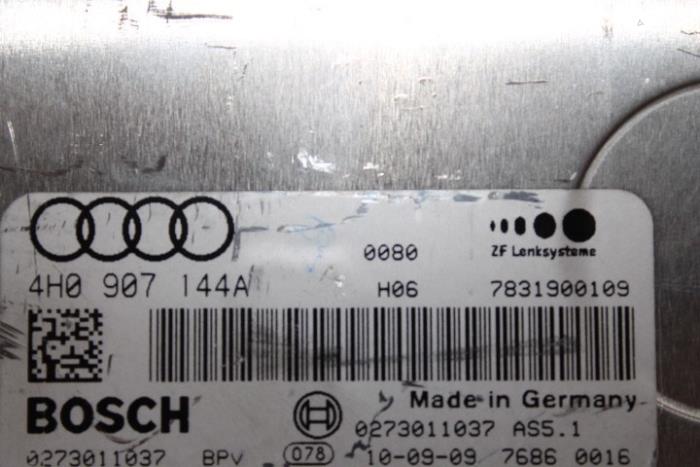 0080
ZF Lenksysteme
4H0 907 144A H06 7831900109
BOSCH
Made in Germany
0273011037 AS5.1
0273011037 BPV 078 10-09-09 7686 0016